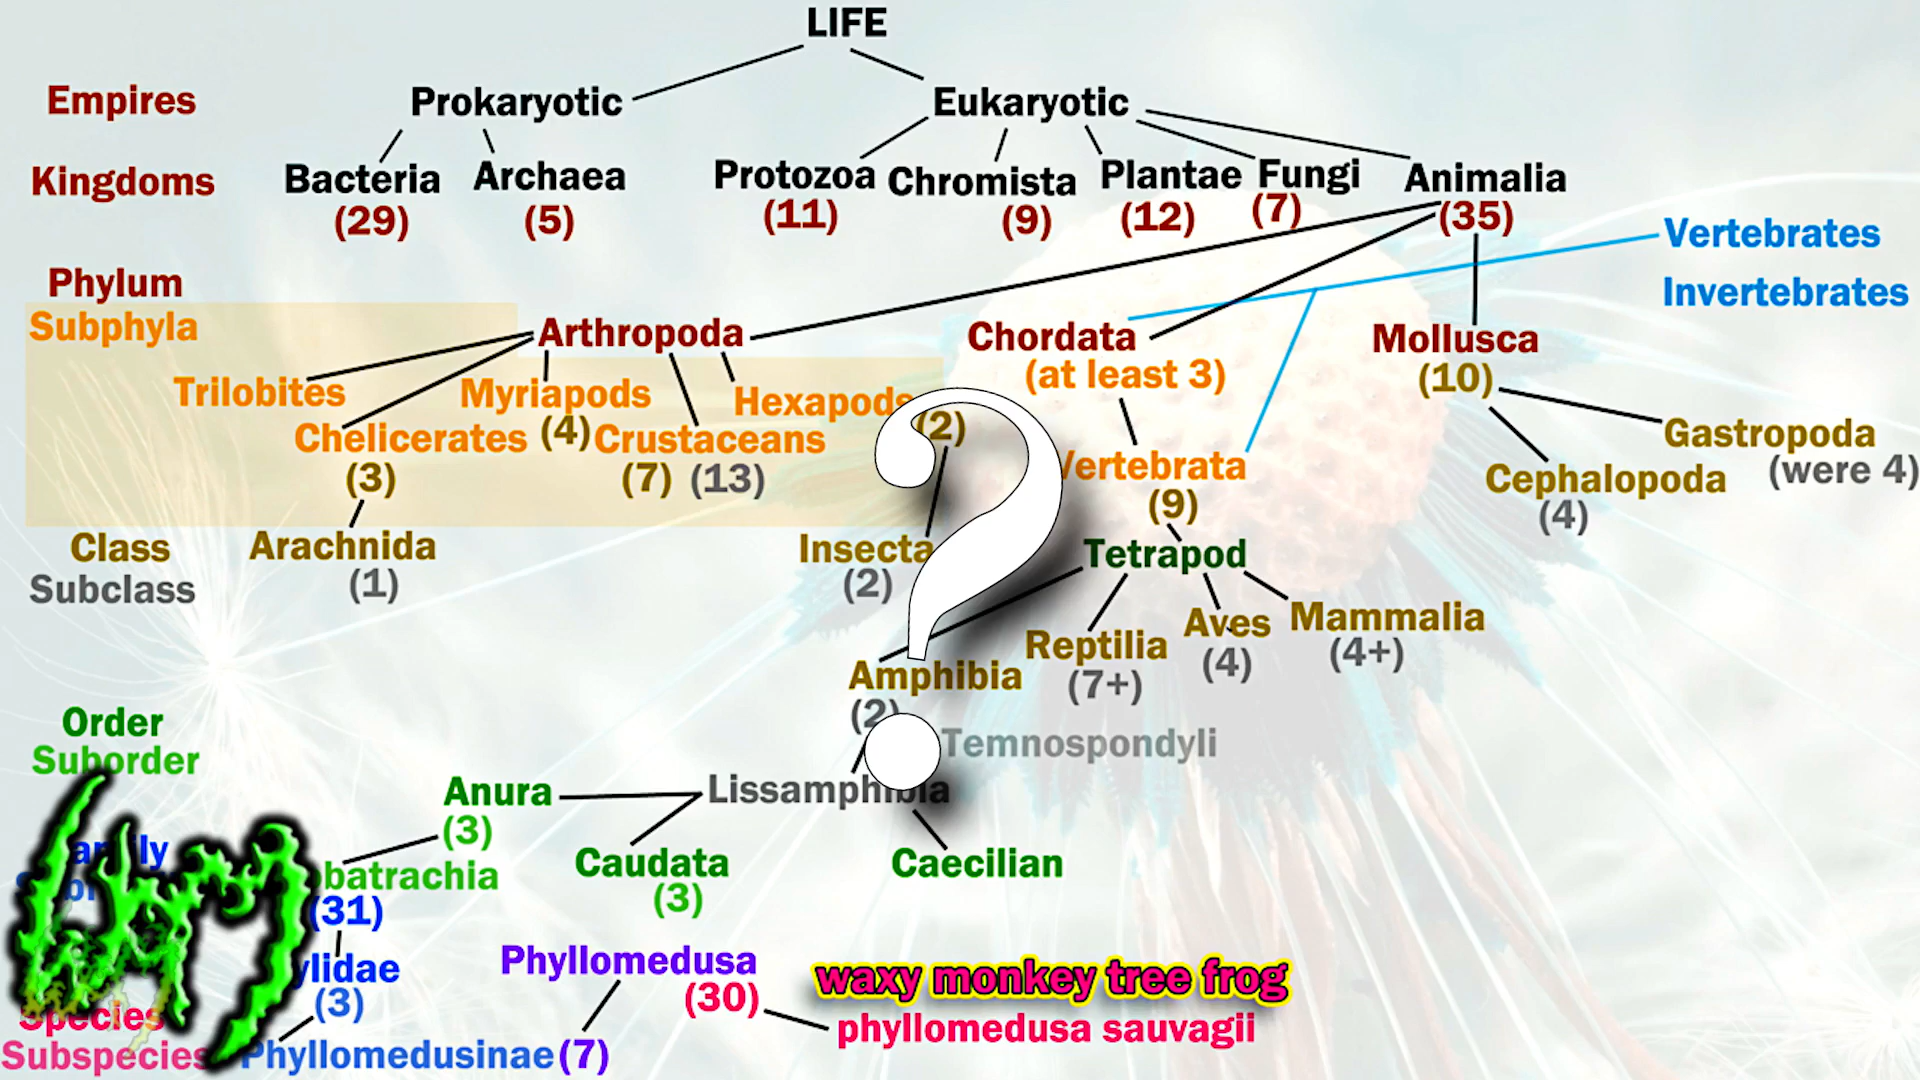 LIFE
Empires
Prokaryotic
Eukaryotic
Kingdoms
Bacteria
(29)
Archaea
(5)
Protozoa
(11)
Chromista
(9)
Plantae
(12)
Fungi
(7)
Animalia
(35)
Vertebrates
Invertebrates
Phylum
Subphyla
Arthropoda
Chordata
(at least 3)
Mollusca
(10)
Trilobites
Myriapods
(4)
Hexapods
(2)
Chelicerates
(3)
Crustaceans
(7) (13)
Vertebrata
(9)
Gastropoda
(were 4)
Cephalopoda
(4)
Class
Subclass
Arachnida
(1)
Insecta
(2)
?
Tetrapod
Amphibia
(2)
Reptilia
(7+)
Aves
(4)
Mammalia
(4+)
Order
Suborder
Temnospondyli
Lissamphibia
Anura
(3)
Caudata
(3)
Caecilian
batrachia
(31)
ylidae
(3)
Phyllomedusa
(30)
waxy monkey tree frog
phyllomedusa sauvagii
Species
Subspecies
Phyllomedusinae (7)